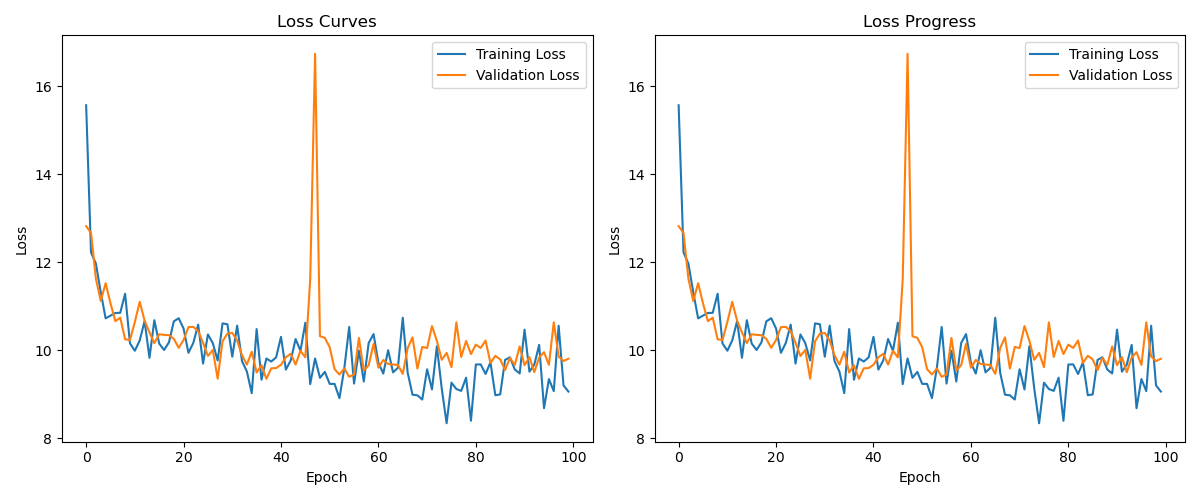 Loss Curves
Training Loss
Validation Loss
16
14
12
10
8
Loss
0 20 40 60 80 100
Epoch
Loss Progress
Training Loss
Validation Loss
16
14
12
10
8
Loss
0 20 40 60 80 100
Epoch